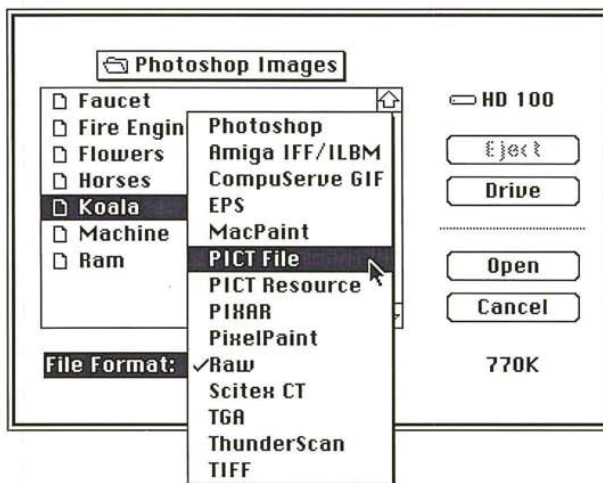 Photoshop Images
Faucet
Fire Engin
Flowers
Horses
Koala
Machine
Ram
HD 100
Eject
Drive
Open
Cancel
770K
File Format:
Photoshop
Amiga IFF/ILBM
CompuServe GIF
EPS
MacPaint
PICT File
PICT Resource
PIXAR
PixelPaint
✓Raw
Scitex CT
TGA
ThunderScan
TIFF